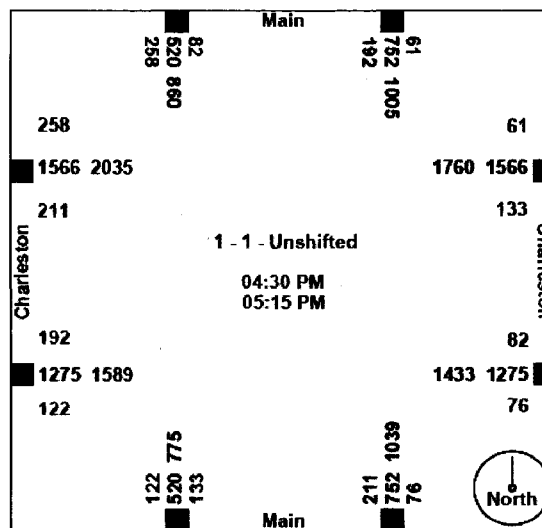 Main
Main
258
520 860
82
192
752 1005
61
258
1566 2035
211
61
1760 1566
133
Charleston
Charleston
1 - 1 - Unshifted
04:30 PM
05:15 PM
192
1275 1589
122
82
1433 1275
76
122
520 775
133
211
752 1039
76
North
Main